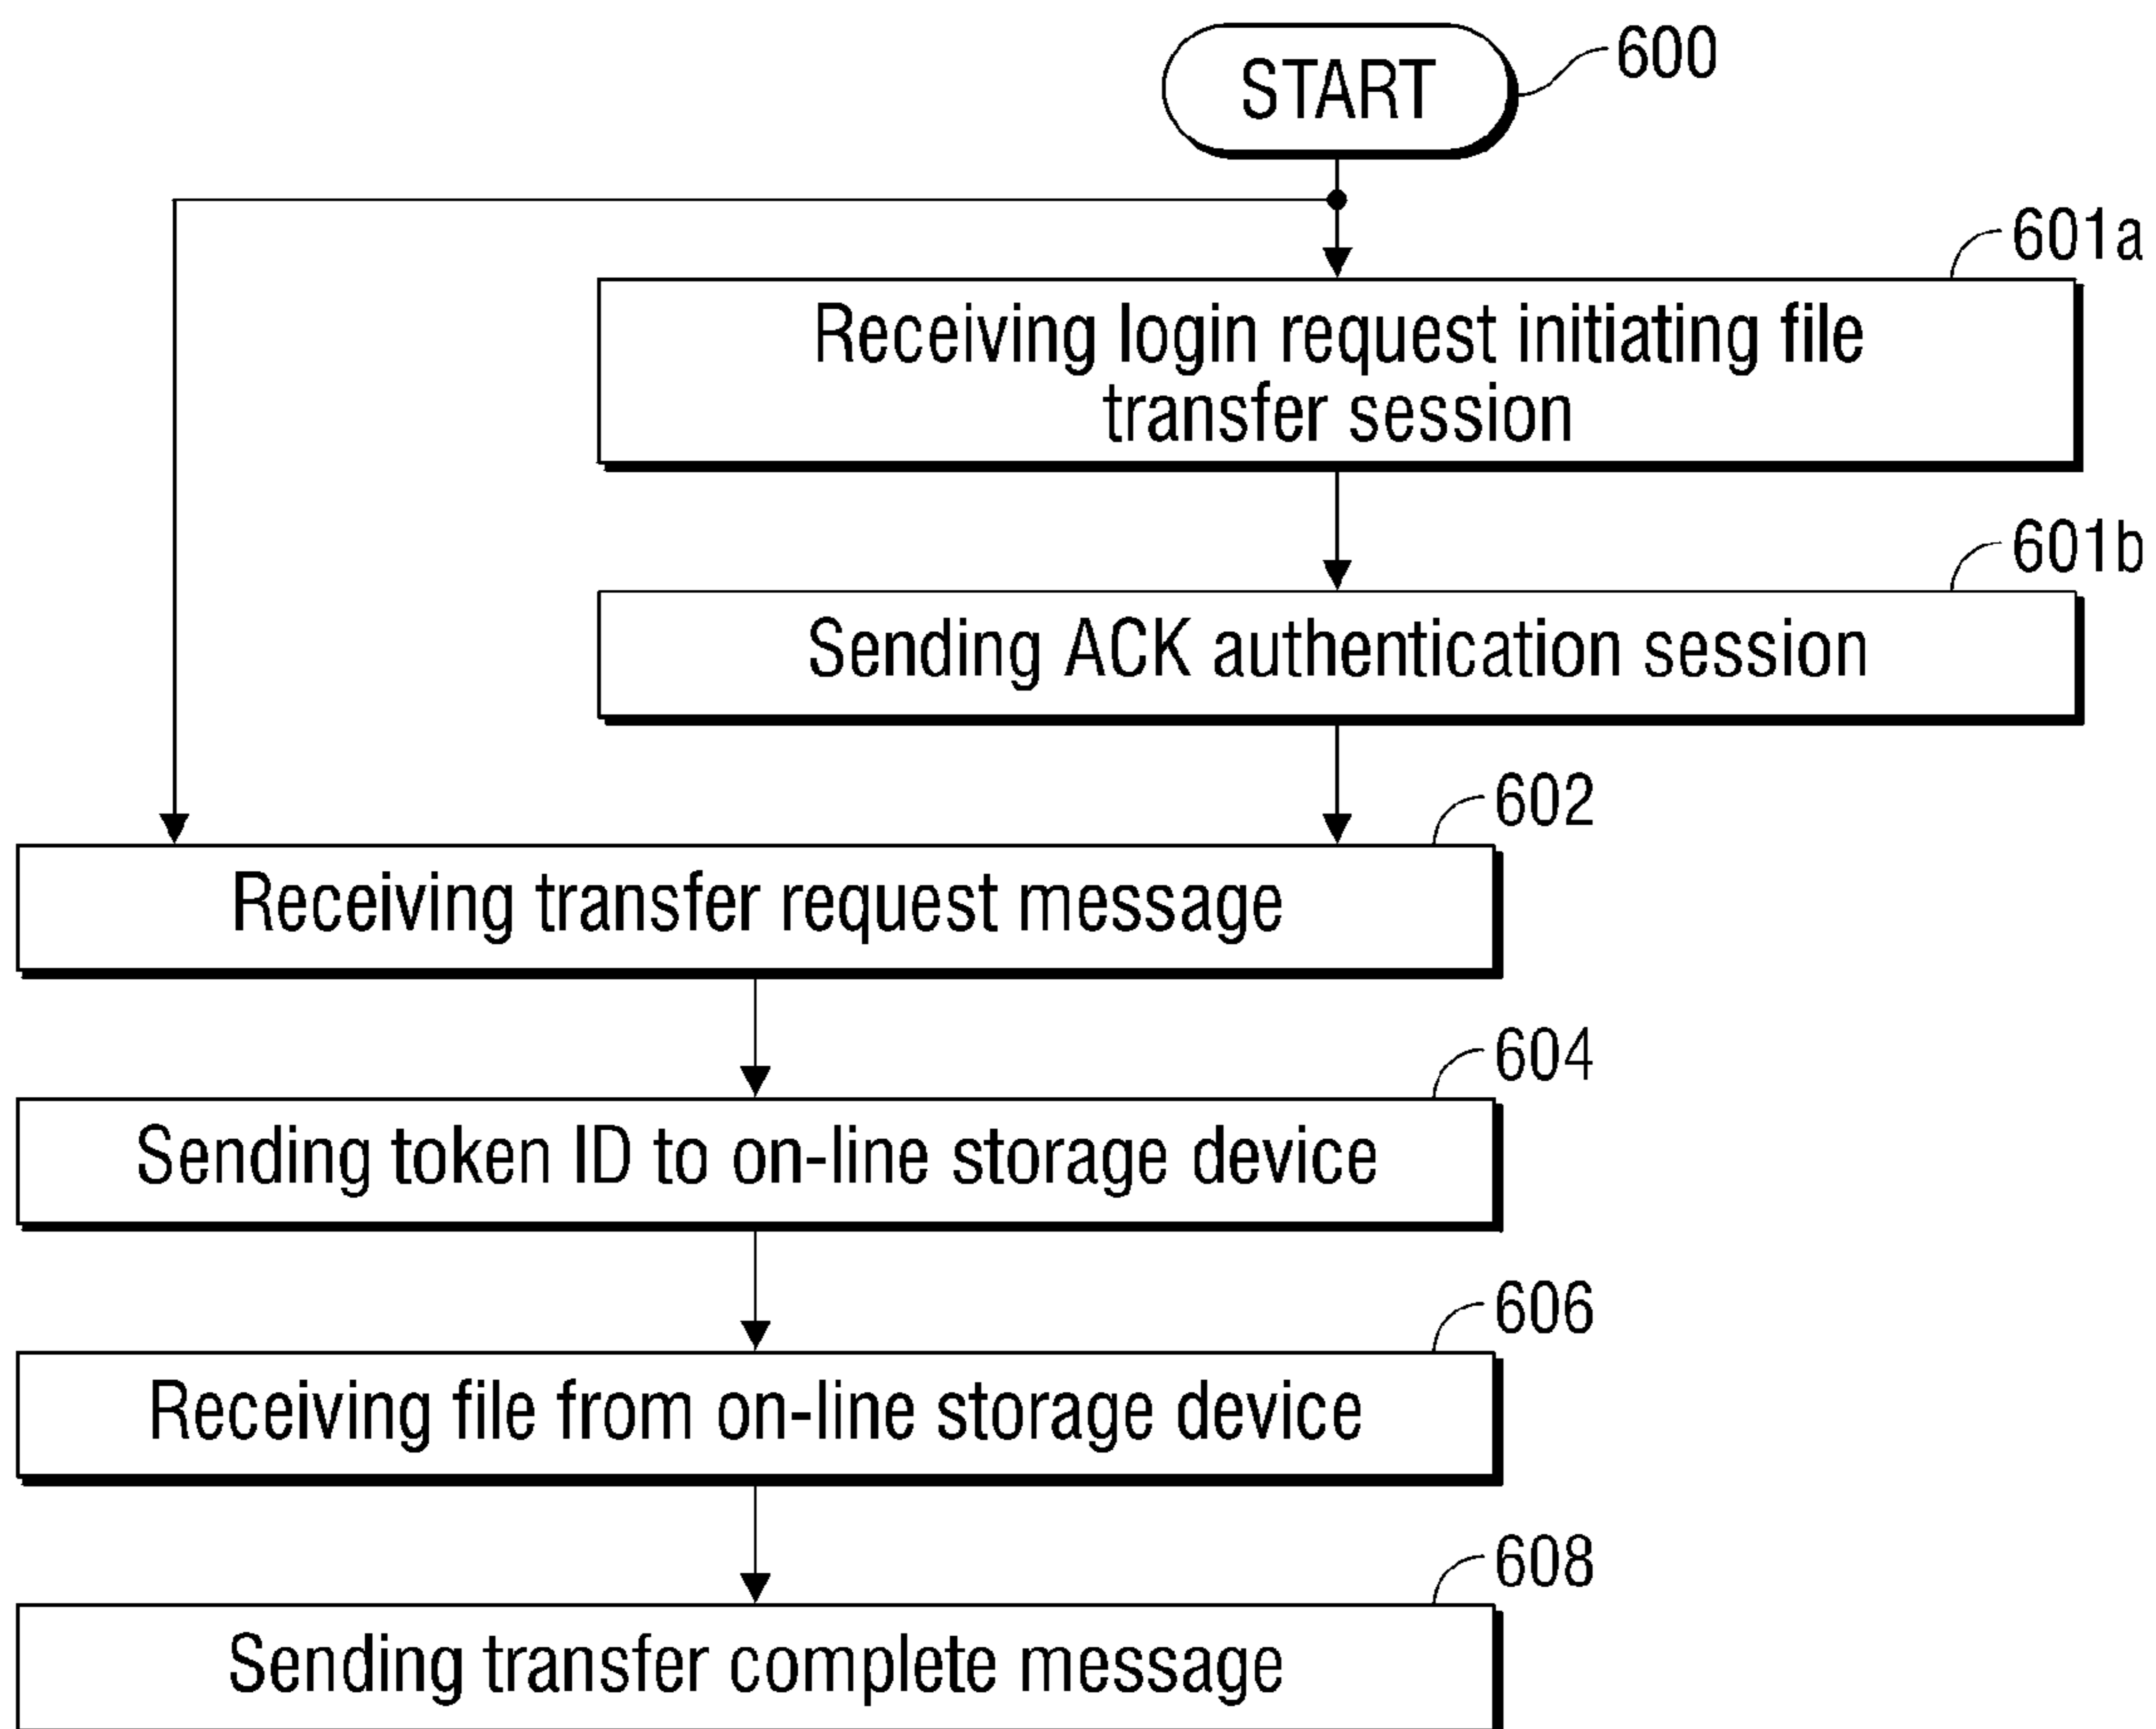 START
600
601a
Receiving login request initiating file
transfer session
601b
Sending ACK authentication session
602
Receiving transfer request message
604
Sending token ID to on-line storage device
606
Receiving file from on-line storage device
608
Sending transfer complete message